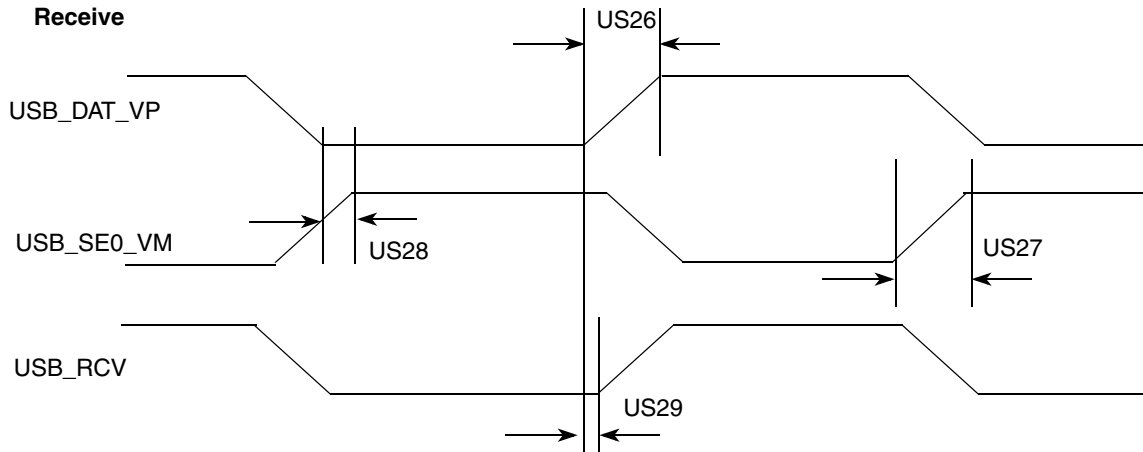 Receive
US26
USB_DAT_VP
USB_SE0_VM
US28
US27
USB_RCV
US29